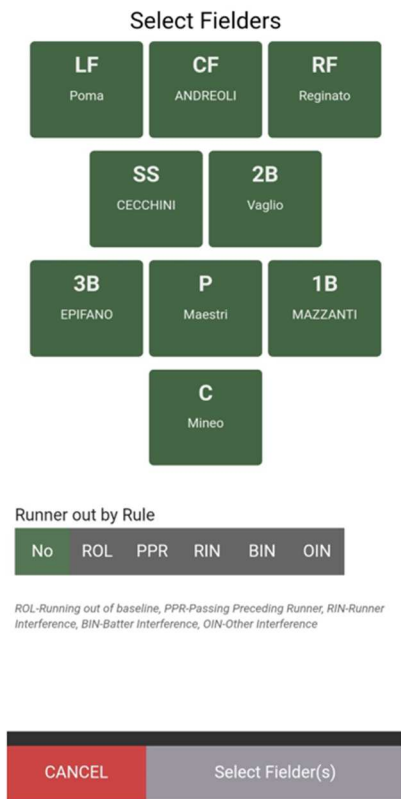 Select Fielders
LF CF RF
Poma ANDREOLI Reginato
SS 2B
CECCHINI Vaglio
3B P 1B
EPIFANO Maestri MAZZANTI
C
Mineo
Runner out by Rule
No ROL PPR RIN BIN OIN
ROL-Running out of baseline, PPR-Passing Preceding Runner, RIN-Runner
Interference, BIN-Batter Interference, OIN-Other Interference
CANCEL Select Fielder(s)